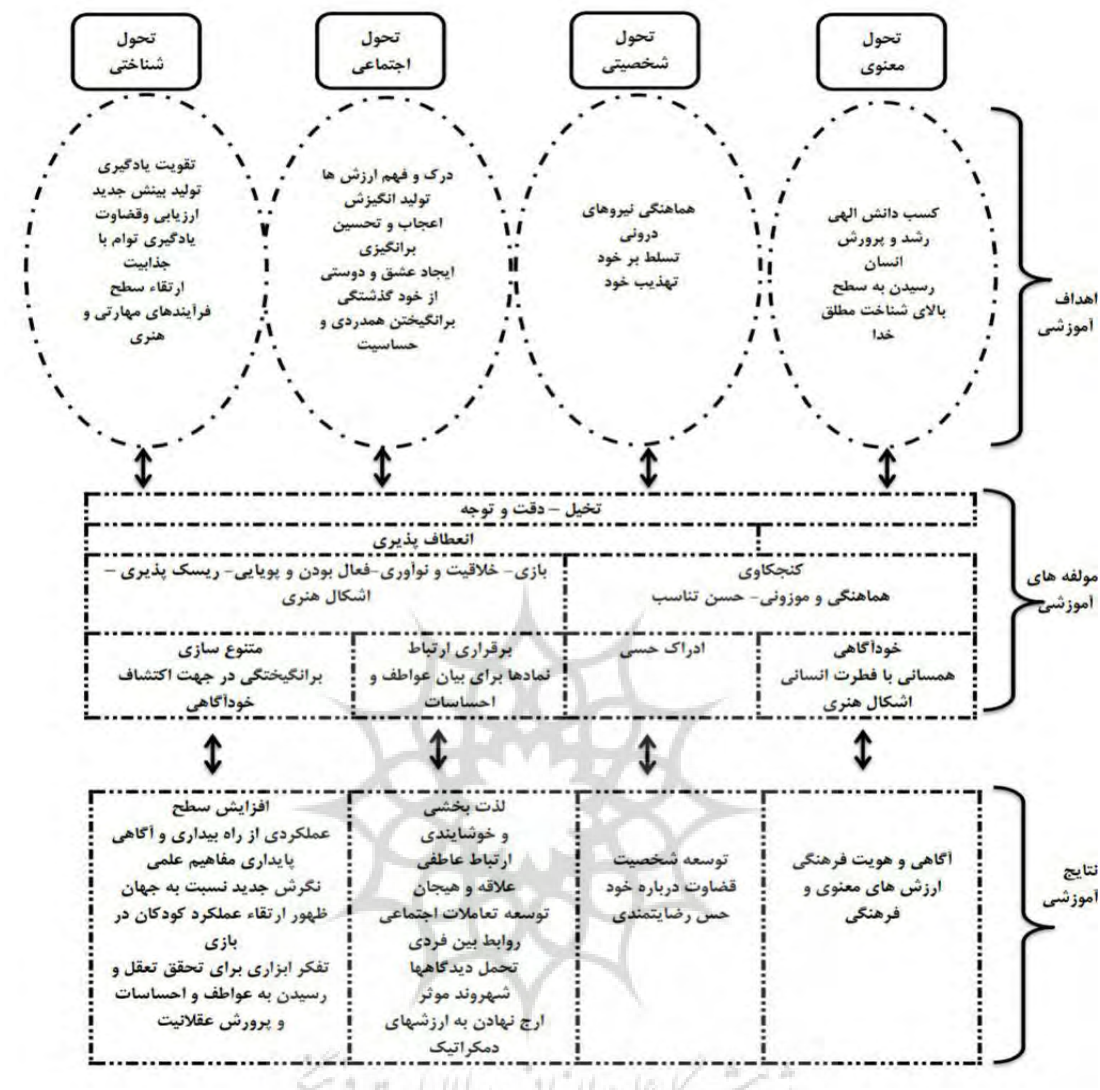 تحول
معنوی
تحول
شخصیتی
تحول
اجتماعی
تحول
شناختی
کسب دانش الهی
رشد و پرورش
انسان
رسیدن به سطح
بالای شناخت مطلق
خدا
هماهنگی نیروهای
درونی
تسلط بر خود
تهذیب خود
درک و فهم ارزش ها
تولید انگیزش
اعجاب و تحسین
برانگیزی
ایجاد عشق و دوستی
از خود گذشتگی
برانگیختن همدردی و
حساسیت
تقویت یادگیری
تولید بینش جدید
ارزیابی وقضاوت
یادگیری توام با
جذابیت
ارتقاء سطح
فرآیندهای مهارتی و
هنری
اهداف
آموزشی
تخیل – دقت و توجه
انعطاف پذیری
کنجکاوی
هماهنگی و موزونی- حسن تناسب
بازی- خلاقیت و نوآوری-فعال بودن و پویایی- ریسک پذیری –
اشکال هنری
خودآگاهی
همسانی با فطرت انسانی
اشکال هنری
ادراک حسی
برقراری ارتباط
نمادها برای بیان عواطف و
احساسات
متنوع سازی
برانگیختگی در جهت اکتشاف
خودآگاهی
مولفه های
آموزشی
آگاهی و هویت فرهنگی
ارزش های معنوی و
فرهنگی
توسعه شخصیت
قضاوت درباره خود
حس رضایتمندی
لذت بخشی
و خوشایندی
ارتباط عاطفی
علاقه و هیجان
توسعه تعاملات اجتماعی
روابط بین فردی
تحمل دیدگاهها
شهروند موثر
ارج نهادن به ارزشهای
دمکراتیک
افزایش سطح
عملکردی از راه بیداری و آگاهی
پایداری مفاهیم علمی
نگرش جدید نسبت به جهان
ظهور ارتقاء عملکرد کودکان در
بازی
تفکر ابزاری برای تحقق تعقل و
رسیدن به عواطف و احساسات
و پرورش عقلانیت
نتایج
آموزشی